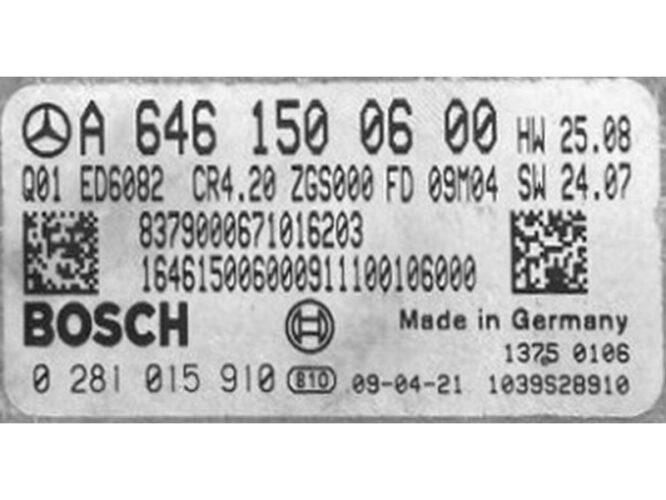 A 646 150 06 00 HW 25.08
Q01 ED6082 CR4.20 ZGS000 FD 09M04 SW 24.07
8379000671016203
1646150060000911100106000
BOSCH Made in Germany
1375 0106
0 281 015 910 810 09-04-21 1039S28910